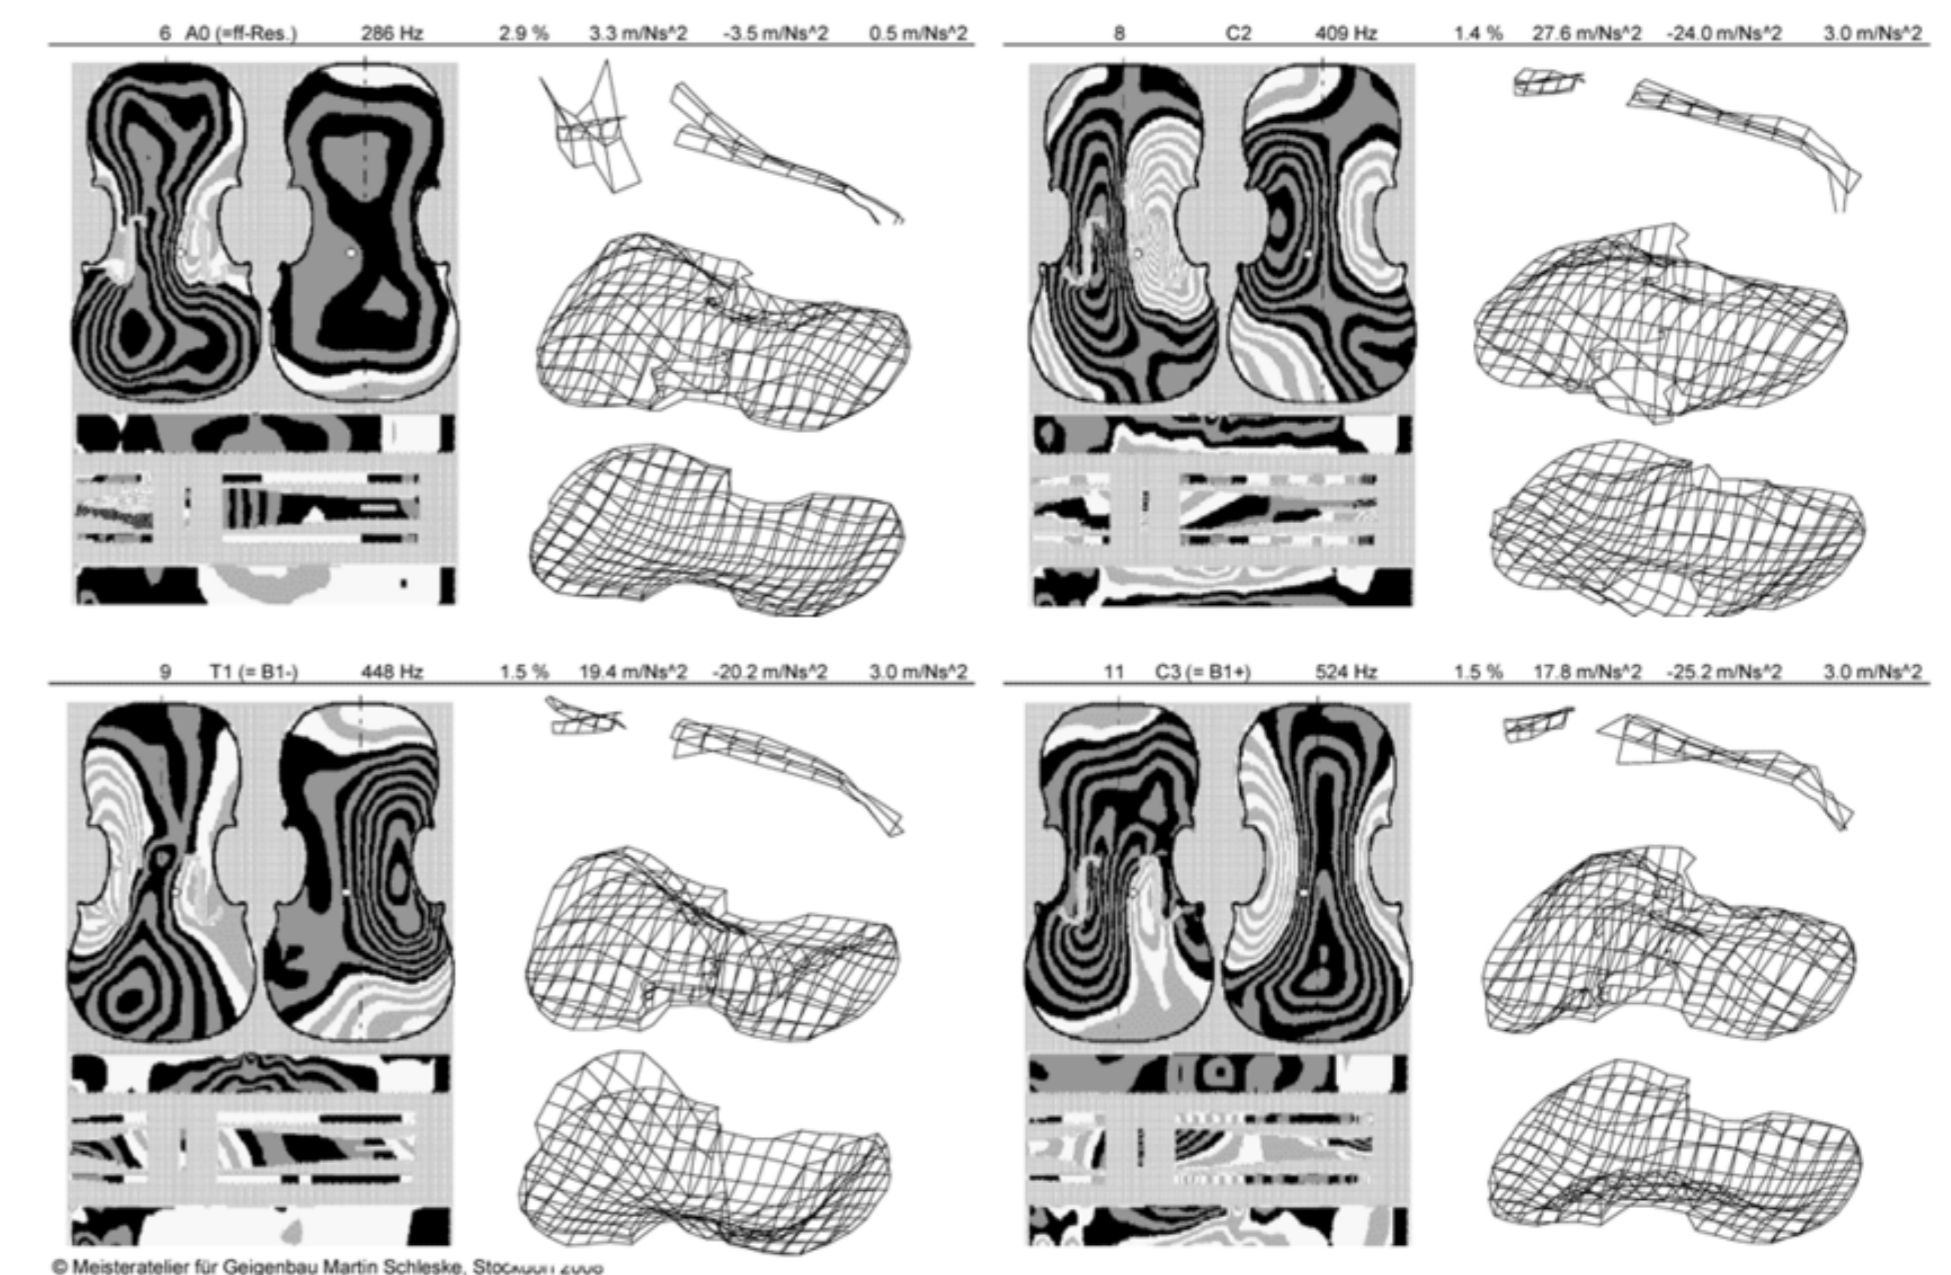 6 A0 (=ff-Res.) 286 Hz 2.9 % 3.3 m/Ns^2 -3.5 m/Ns^2 0.5 m/Ns^2
8 C2 409 Hz 1.4 % 27.6 m/Ns^2 -24.0 m/Ns^2 3.0 m/Ns^2
9 T1 (= B1-) 448 Hz 1.5 % 19.4 m/Ns^2 -20.2 m/Ns^2 3.0 m/Ns^2
11 C3 (= B1+) 524 Hz 1.5 % 17.8 m/Ns^2 -25.2 m/Ns^2 3.0 m/Ns^2
© Meisteratelier für Geigenbau Martin Schleske,